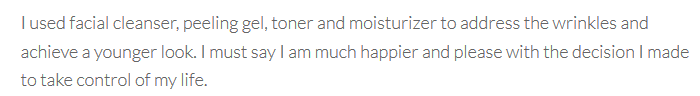 I used facial cleanser, peeling gel, toner and moisturizer to address the wrinkles and
achieve a younger look. I must say I am much happier and please with the decision I made
to take control of my life.